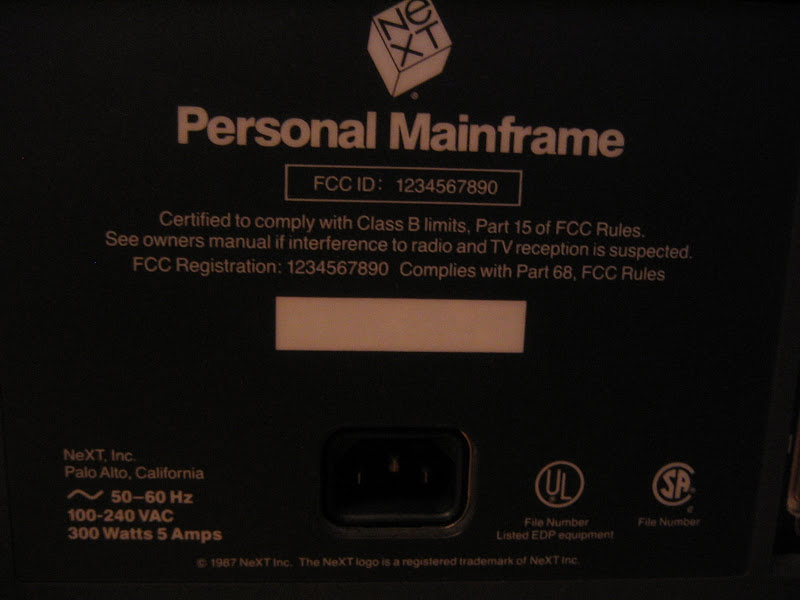 NeXT
Personal Mainframe
FCC ID: 1234567890
Certified to comply with Class B limits, Part 15 of FCC Rules.
See owners manual if interference to radio and TV reception is suspected.
FCC Registration: 1234567890 Complies with Part 68, FCC Rules
NeXT, Inc.
Palo Alto, California
~ 50–60 Hz
100-240 VAC
300 Watts 5 Amps
UL
File Number
Listed EDP equipment
SP
File Number
© 1987 NeXT Inc. The NeXT logo is a registered trademark of NeXT Inc.